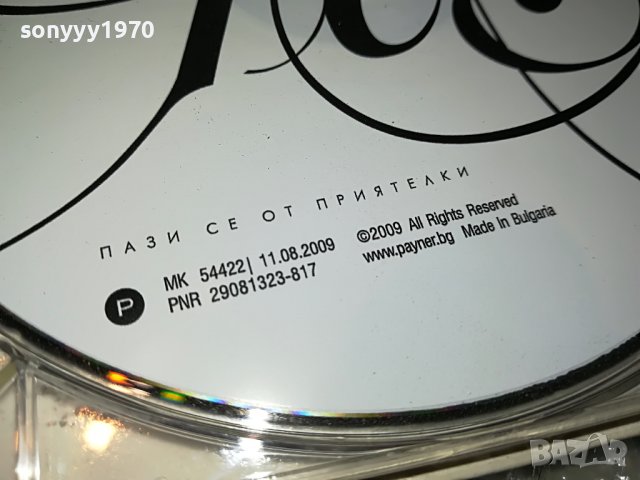 sonyyy1970
ПАЗИ СЕ ОТ ПРИЯТЕЛКИ
P
MK 54422| 11.08.2009
PNR 29081323-817
©2009 All Rights Reserved
www.payner.bg Made In Bulgaria
BAZAR